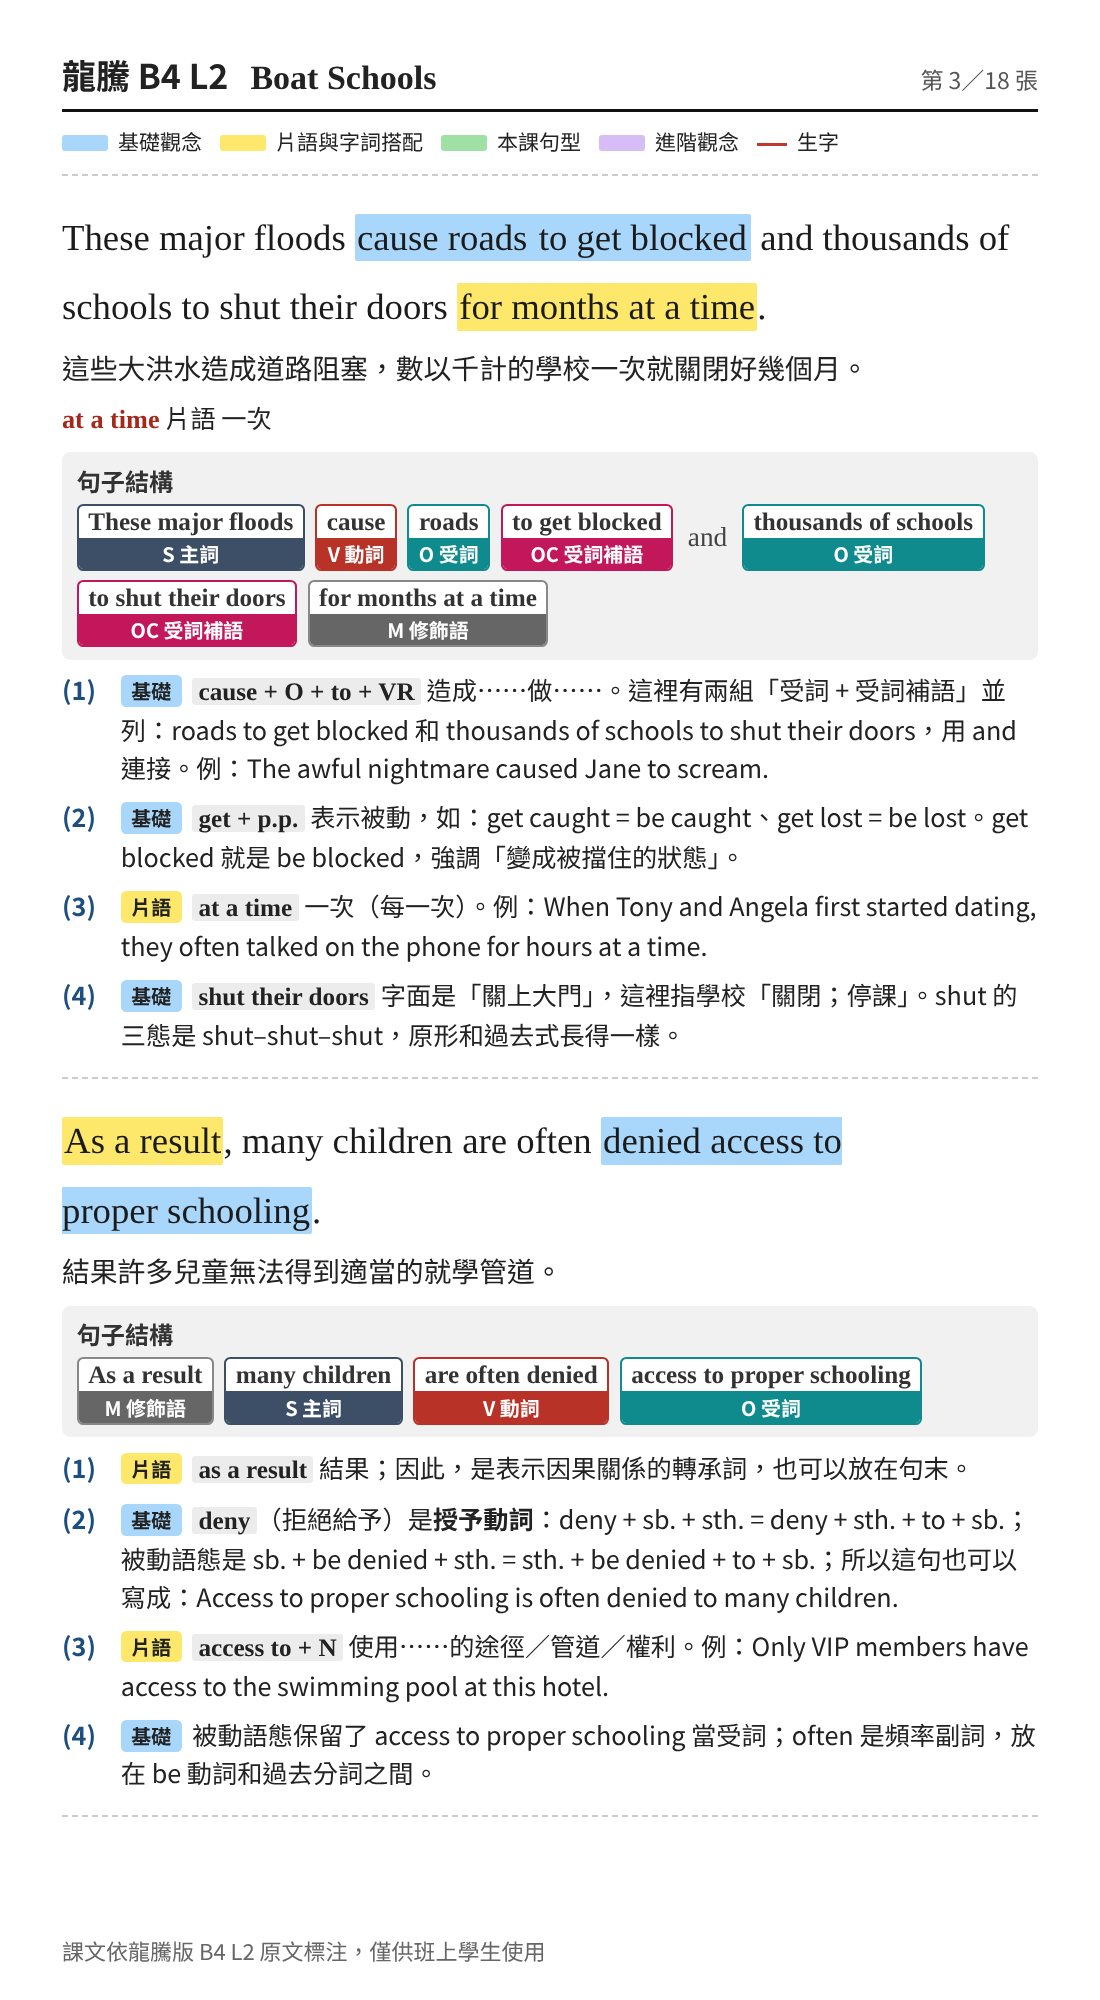 龍騰 B4 L2 Boat Schools
第 3／18 張
基礎觀念 片語與字詞搭配 本課句型 進階觀念 生字
These major floods cause roads to get blocked and thousands of
schools to shut their doors for months at a time.
這些大洪水造成道路阻塞，數以千計的學校一次就關閉好幾個月。
at a time 片語 一次
句子結構
These major floods cause roads to get blocked and thousands of schools
S 主詞 V 動詞 O 受詞 OC 受詞補語 O 受詞
to shut their doors for months at a time
OC 受詞補語 M 修飾語
(1) 基礎 cause + O + to + VR 造成⋯⋯做⋯⋯。這裡有兩組「受詞 + 受詞補語」並
列：roads to get blocked 和 thousands of schools to shut their doors，用 and
連接。例：The awful nightmare caused Jane to scream.
(2) 基礎 get + p.p. 表示被動，如：get caught = be caught、get lost = be lost。get
blocked 就是 be blocked，強調「變成被擋住的狀態」。
(3) 片語 at a time 一次（每一次）。例：When Tony and Angela first started dating,
they often talked on the phone for hours at a time.
(4) 基礎 shut their doors 字面是「關上大門」，這裡指學校「關閉；停課」。shut 的
三態是 shut–shut–shut，原形和過去式長得一樣。
As a result, many children are often denied access to
proper schooling.
結果許多兒童無法得到適當的就學管道。
句子結構
As a result many children are often denied access to proper schooling
M 修飾語 S 主詞 V 動詞 O 受詞
(1) 片語 as a result 結果；因此，是表示因果關係的轉承詞，也可以放在句末。
(2) 基礎 deny（拒絕給予）是授予動詞：deny + sb. + sth. = deny + sth. + to + sb.；
被動語態是 sb. + be denied + sth. = sth. + be denied + to + sb.；所以這句也可以
寫成：Access to proper schooling is often denied to many children.
(3) 片語 access to + N 使用⋯⋯的途徑／管道／權利。例：Only VIP members have
access to the swimming pool at this hotel.
(4) 基礎 被動語態保留了 access to proper schooling 當受詞；often 是頻率副詞，放
在 be 動詞和過去分詞之間。
課文依龍騰版 B4 L2 原文標注，僅供班上學生使用